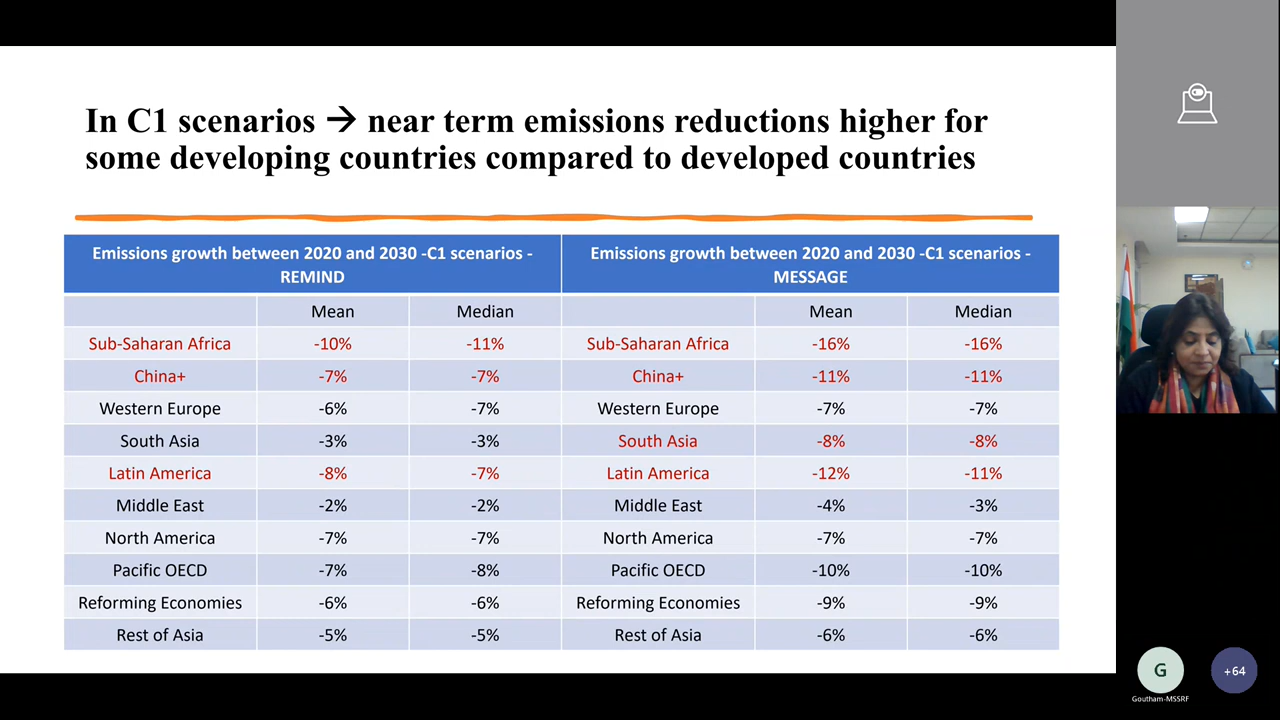 In C1 scenarios → near term emissions reductions higher for
some developing countries compared to developed countries
Emissions growth between 2020 and 2030 -C1 scenarios -
REMIND
Emissions growth between 2020 and 2030 -C1 scenarios -
MESSAGE
Mean Median Mean Median
Sub-Saharan Africa -10% -11% Sub-Saharan Africa -16% -16%
China+ -7% -7% China+ -11% -11%
Western Europe -6% -7% Western Europe -7% -7%
South Asia -3% -3% South Asia -8% -8%
Latin America -8% -7% Latin America -12% -11%
Middle East -2% -2% Middle East -4% -3%
North America -7% -7% North America -7% -7%
Pacific OECD -7% -8% Pacific OECD -10% -10%
Reforming Economies -6% -6% Reforming Economies -9% -9%
Rest of Asia -5% -5% Rest of Asia -6% -6%
G
+64
Goutham-MSSRF